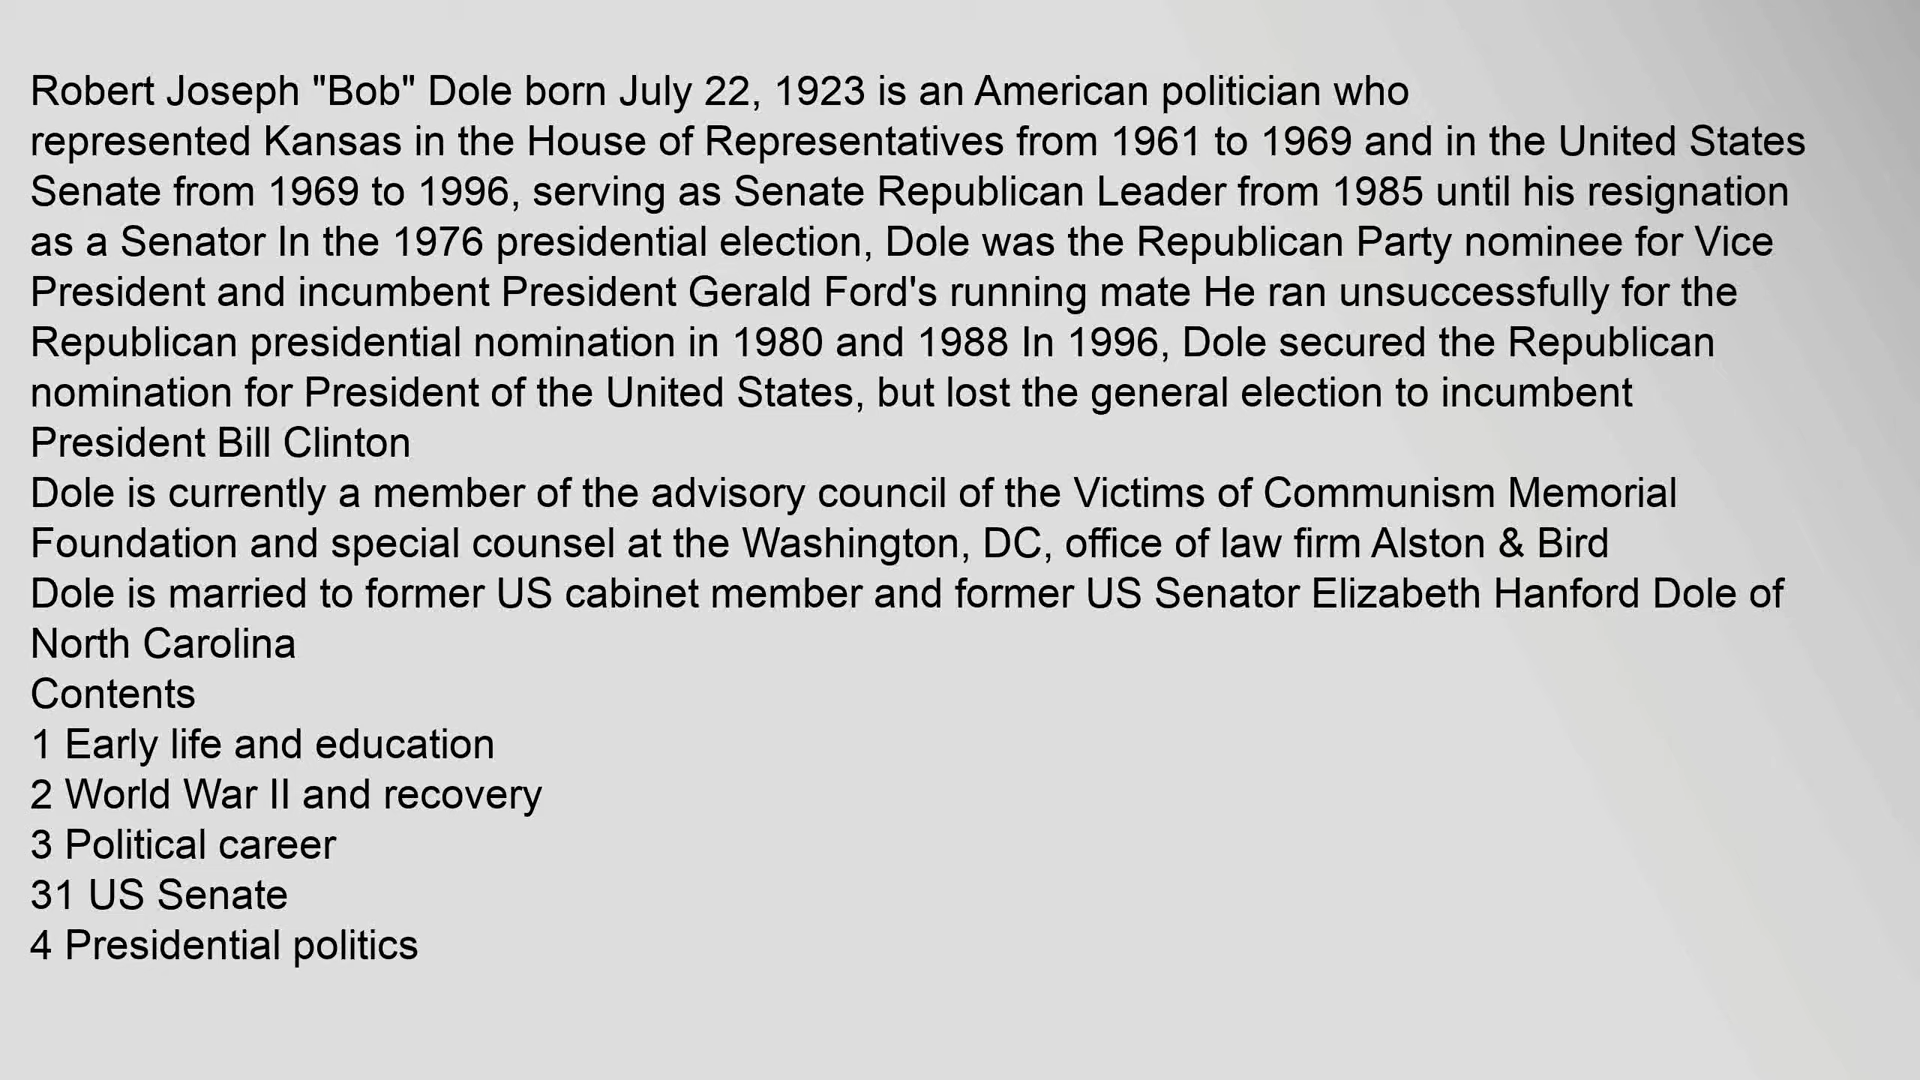 Robert Joseph "Bob" Dole born July 22, 1923 is an American politician who
represented Kansas in the House of Representatives from 1961 to 1969 and in the United States
Senate from 1969 to 1996, serving as Senate Republican Leader from 1985 until his resignation
as a Senator In the 1976 presidential election, Dole was the Republican Party nominee for Vice
President and incumbent President Gerald Ford's running mate He ran unsuccessfully for the
Republican presidential nomination in 1980 and 1988 In 1996, Dole secured the Republican
nomination for President of the United States, but lost the general election to incumbent
President Bill Clinton
Dole is currently a member of the advisory council of the Victims of Communism Memorial
Foundation and special counsel at the Washington, DC, office of law firm Alston & Bird
Dole is married to former US cabinet member and former US Senator Elizabeth Hanford Dole of
North Carolina
Contents
1 Early life and education
2 World War II and recovery
3 Political career
31 US Senate
4 Presidential politics